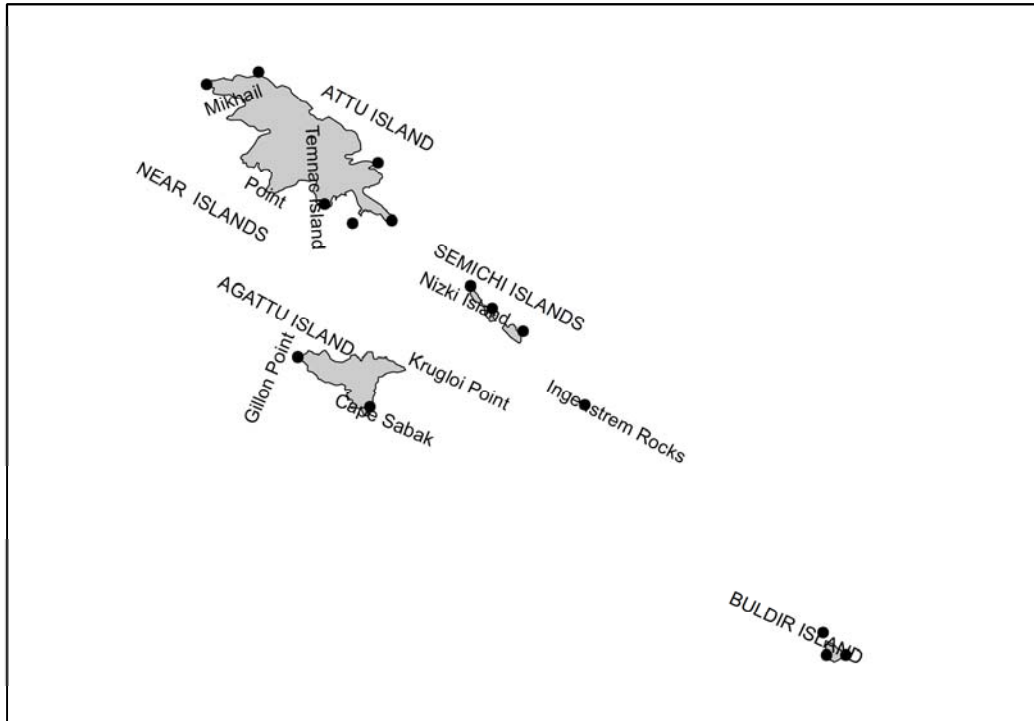 Mikhail
ATTU ISLAND
Temnac Island
Point
NEAR ISLANDS
SEMICHI ISLANDS
Nizki Island
AGATTU ISLAND
Gillon Point
Krugloi Point
Cape Sabak
Ingenstrem Rocks
BULDIR ISLAND